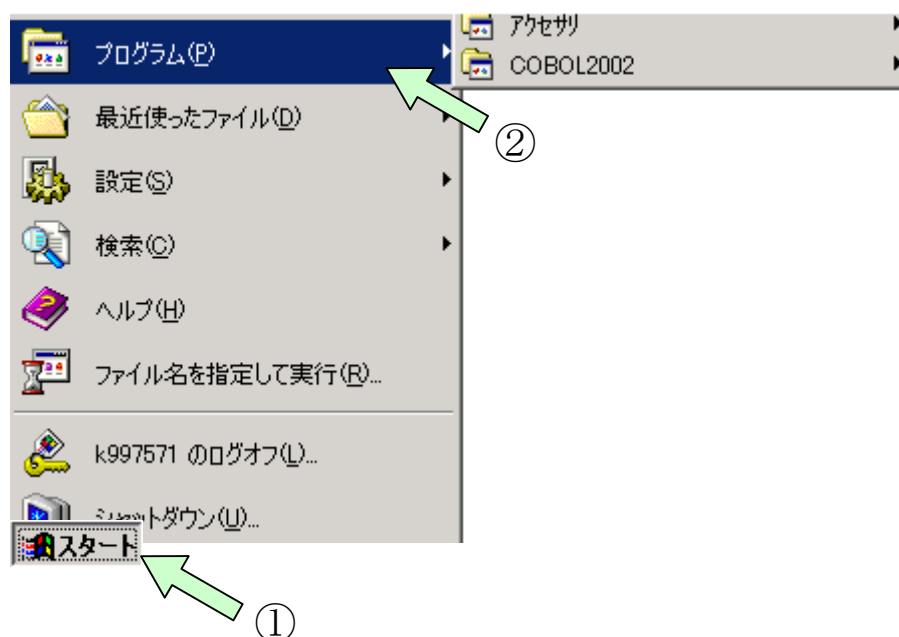 プログラム(P)
アクセサリ
COBOL2002
最近使ったファイル(D)
②
設定(S)
検索(C)
ヘルプ(H)
ファイル名を指定して実行(R)...
k997571 のログオフ(L)...
シャットダウン(U)...
スタート
①